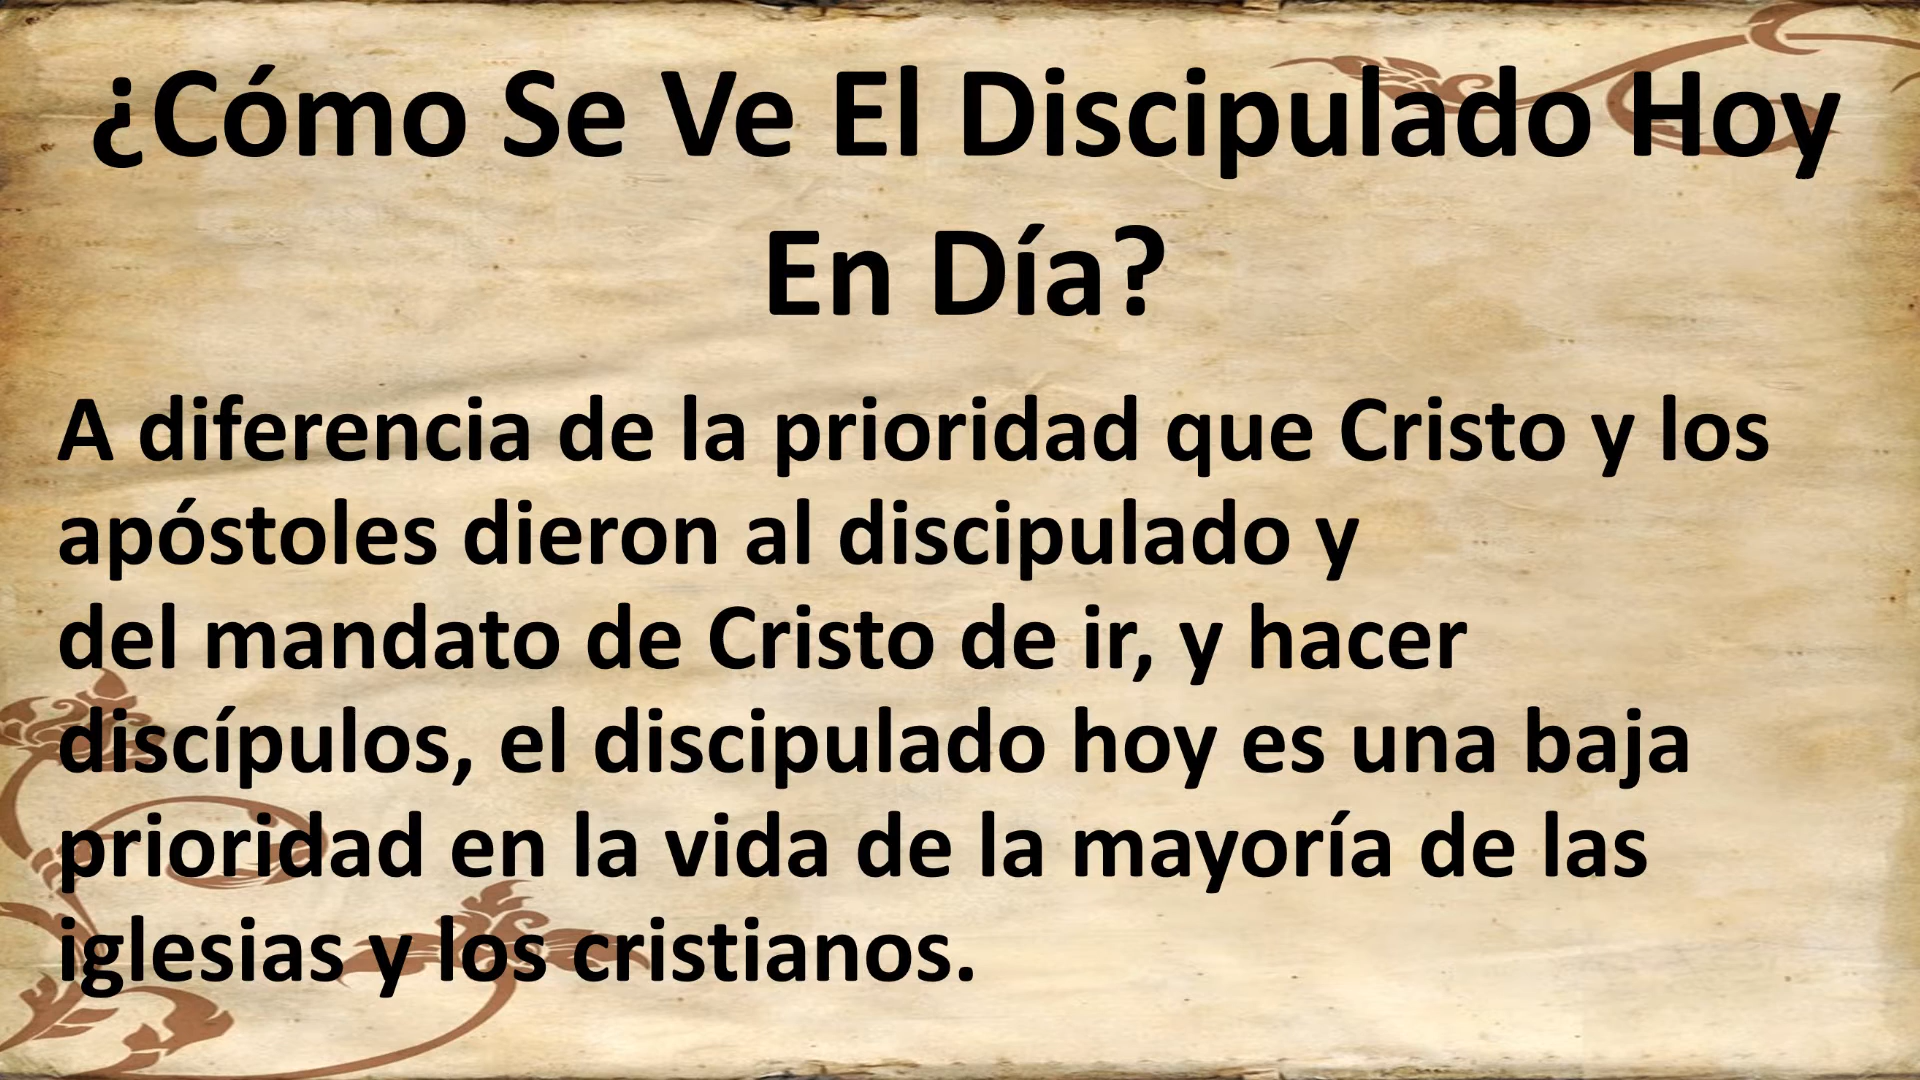 ¿Cómo Se Ve El Discipulado Hoy
En Día?
A diferencia de la prioridad que Cristo y los
apóstoles dieron al discipulado y
del mandato de Cristo de ir, y hacer
discípulos, el discipulado hoy es una baja
prioridad en la vida de la mayoría de las
iglesias y los cristianos.